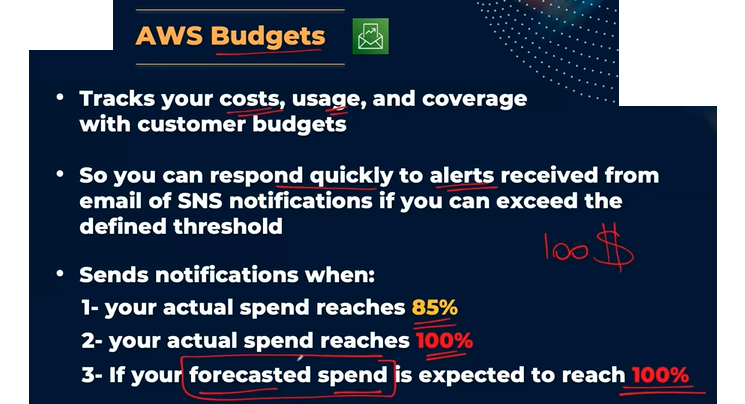 AWS Budgets
• Tracks your costs, usage, and coverage
with customer budgets
• So you can respond quickly to alerts received from
email of SNS notifications if you can exceed the
defined threshold
100$
• Sends notifications when:
1- your actual spend reaches 85%
2- your actual spend reaches 100%
3- If your forecasted spend is expected to reach 100%